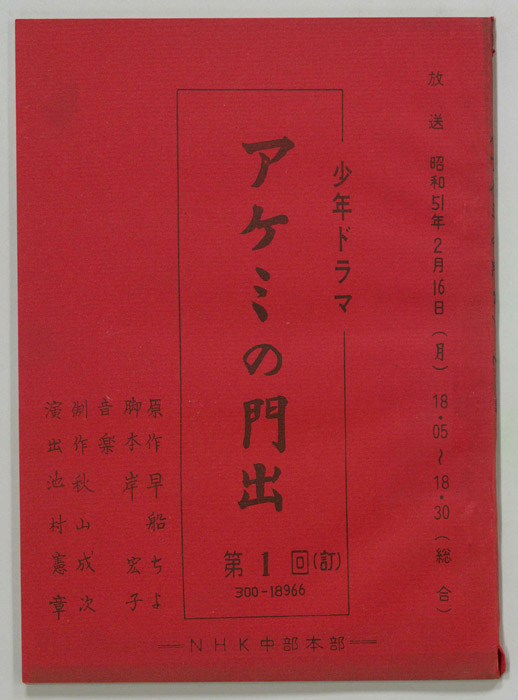 放送 昭和51年2月16日(月) 18・05〜18・30(総合)
少年ドラマ
アケミの門出
第1回(訂)
300-18966
原作 早船ちよ
脚本 岸 宏子
音楽
制作 秋山成次
演出 池村憲章
NHK中部本部